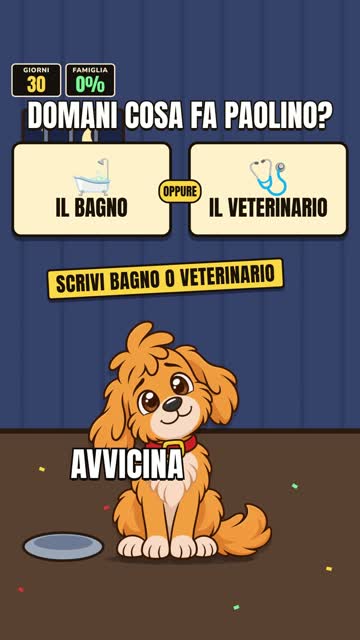 GIORNI
30
FAMIGLIA
0%
DOMANI COSA FA PAOLINO?
IL BAGNO
OPPURE
IL VETERINARIO
SCRIVI BAGNO O VETERINARIO
AVVICINA